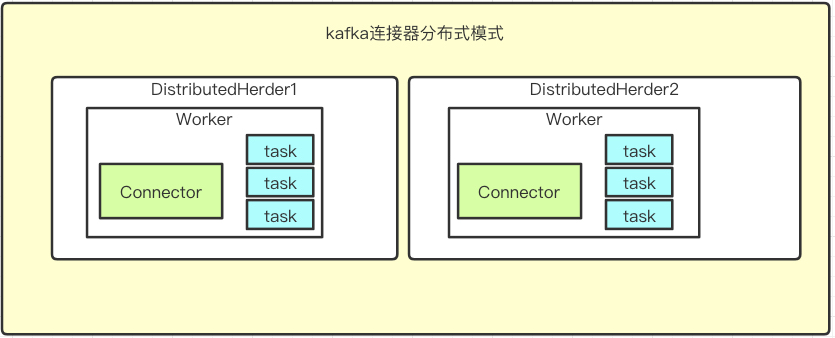 kafka连接器分布式模式
DistributedHerder1
Worker
Connector
task
task
task
DistributedHerder2
Worker
Connector
task
task
task